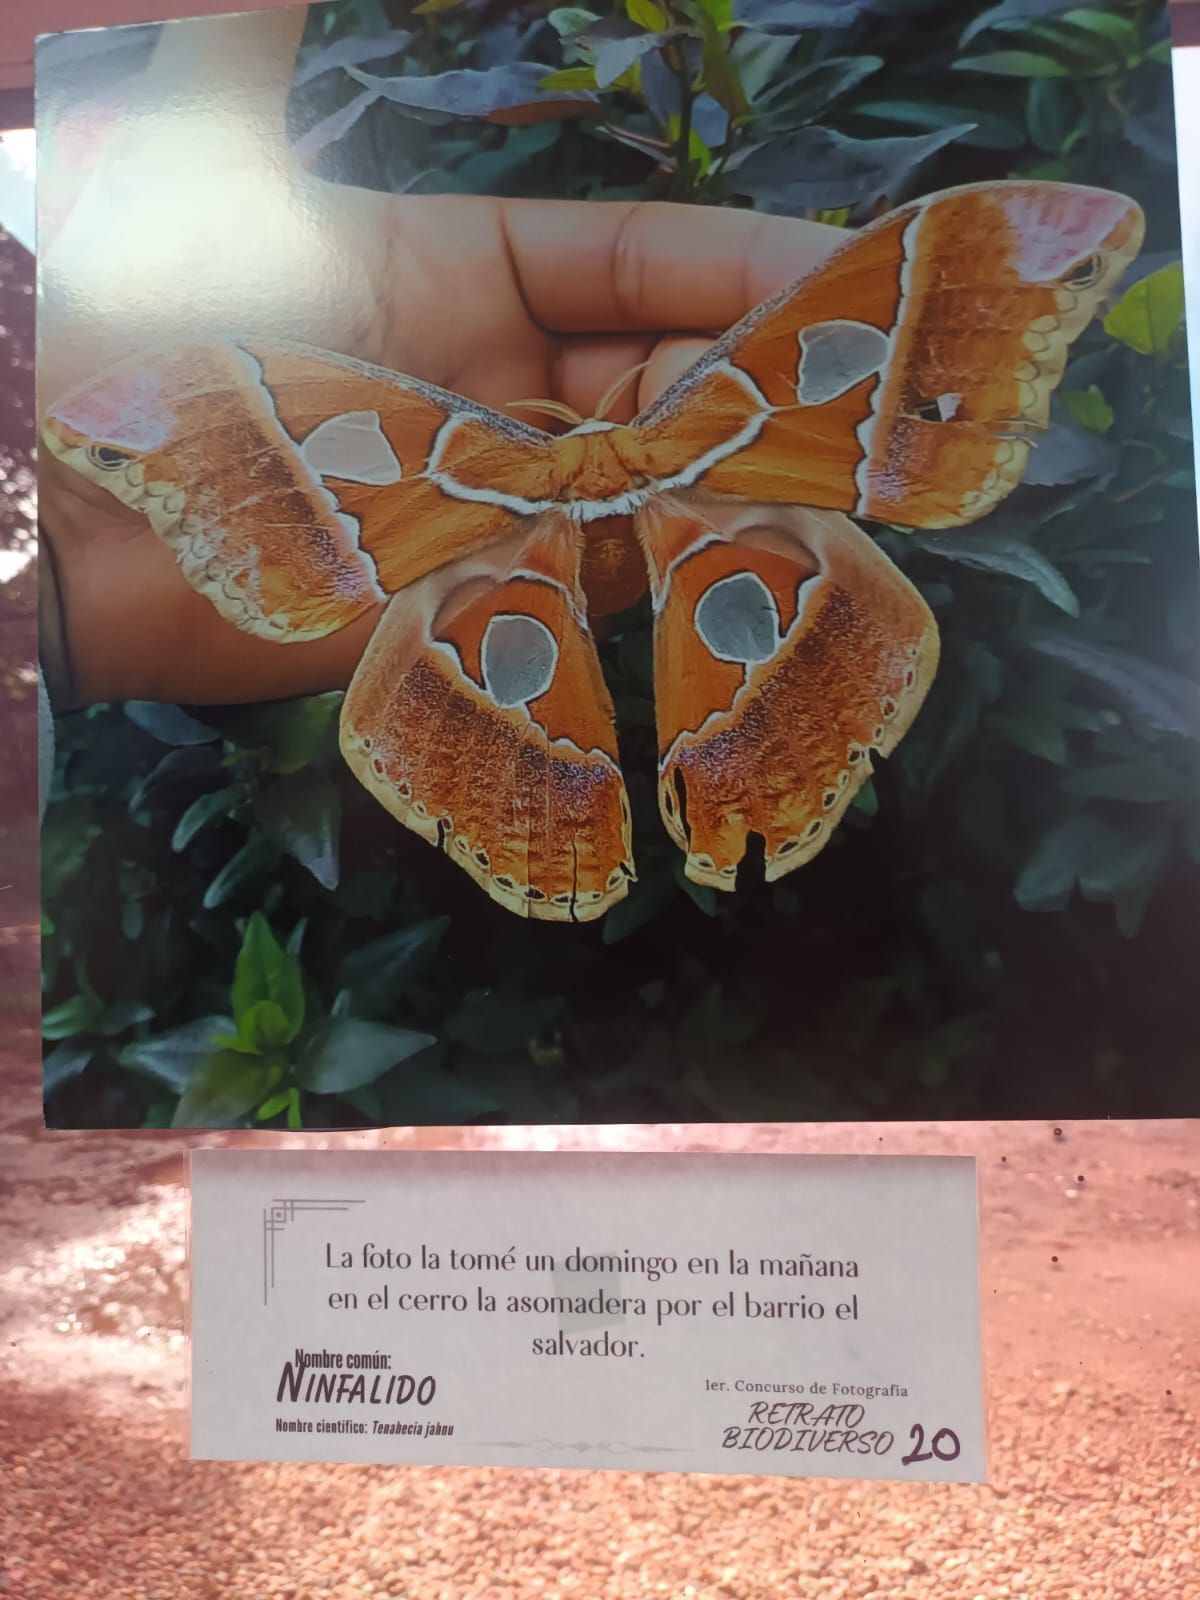 La foto la tomé un domingo en la mañana
en el cerro la asomadera por el barrio el
salvador.
Nombre común:
NINFALIDO
Nombre científico: Tenahecia jahnu
1er. Concurso de Fotografía
RETRATO
BIODIVERSO 20